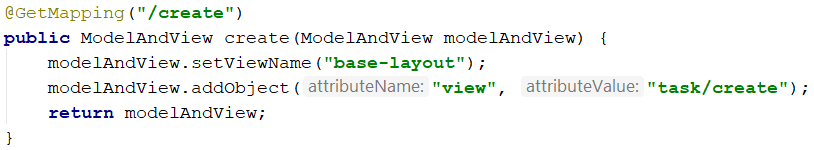 @GetMapping("/create")
public ModelAndView create(ModelAndView modelAndView) {
    modelAndView.setViewName("base-layout");
    modelAndView.addObject( attributeName: "view", attributeValue: "task/create");
    return modelAndView;
}